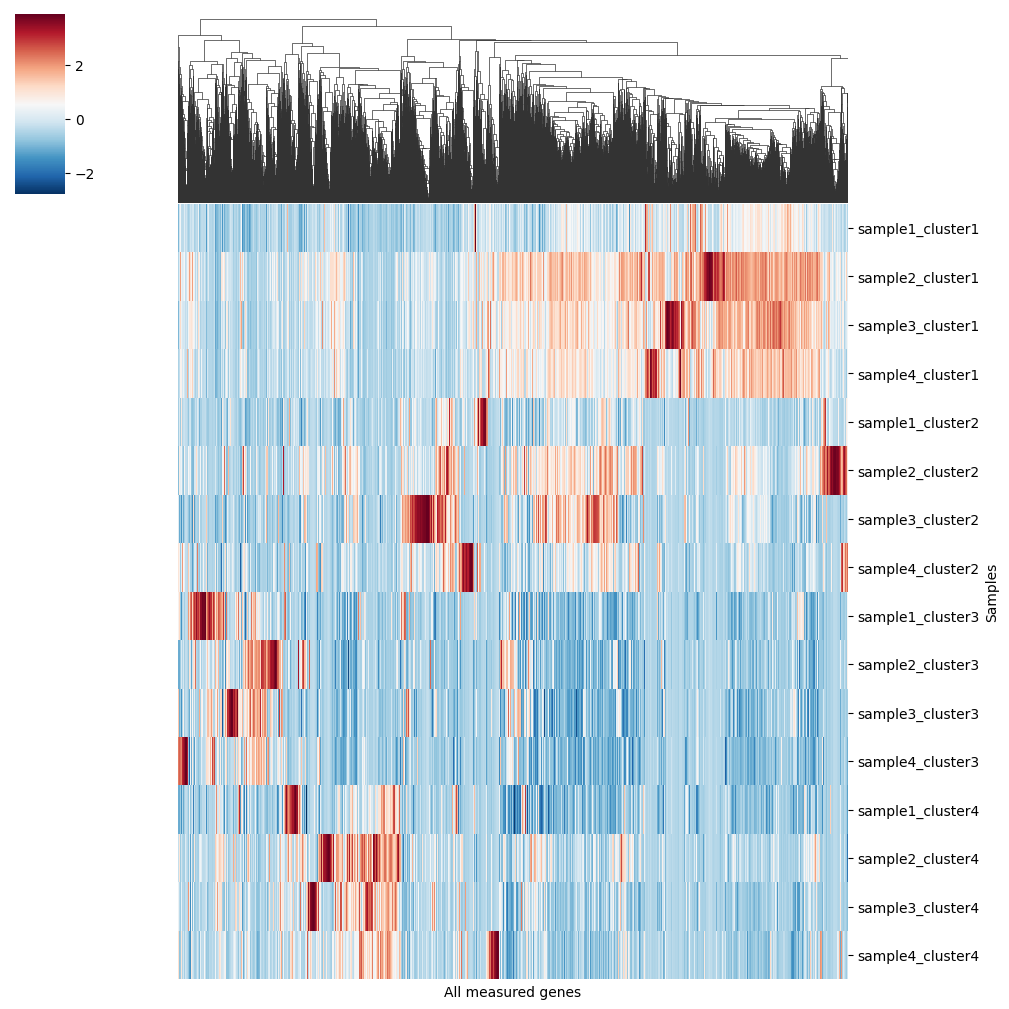 2
0
−2
sample1_cluster1
sample2_cluster1
sample3_cluster1
sample4_cluster1
sample1_cluster2
sample2_cluster2
sample3_cluster2
sample4_cluster2
sample1_cluster3
sample2_cluster3
sample3_cluster3
sample4_cluster3
sample1_cluster4
sample2_cluster4
sample3_cluster4
sample4_cluster4
Samples
All measured genes